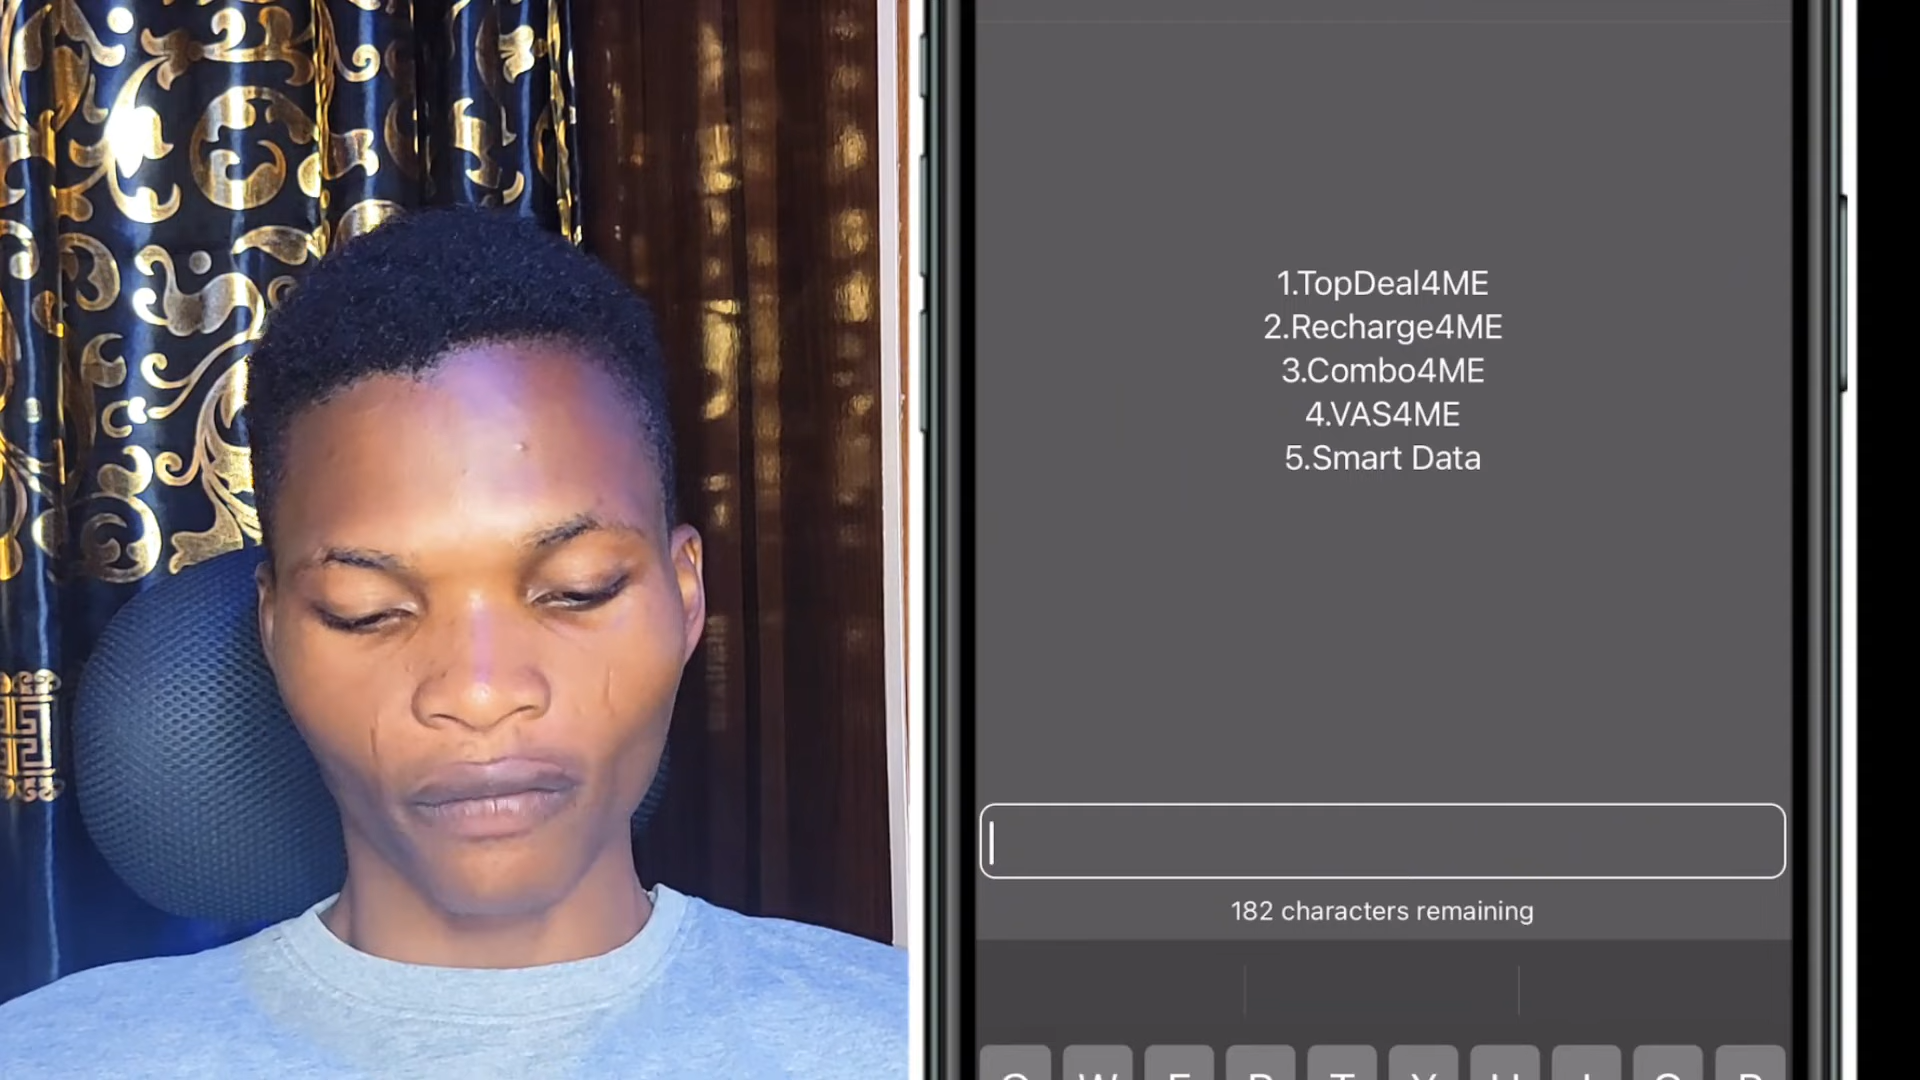 1.TopDeal4ME
2.Recharge4ME
3.Combo4ME
4.VAS4ME
5.Smart Data
182 characters remaining